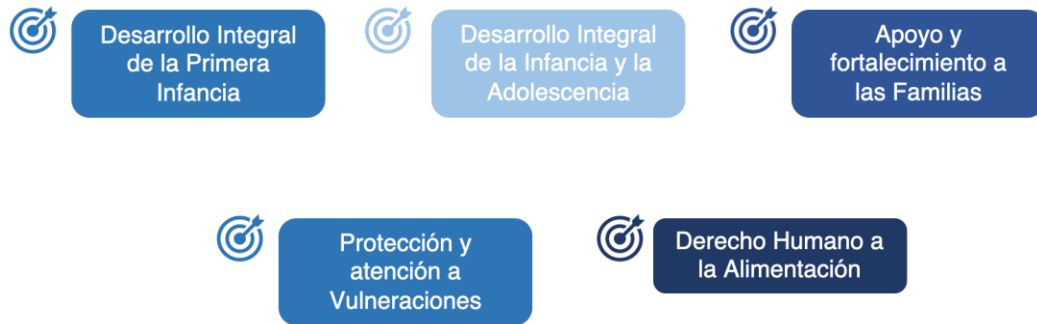 Desarrollo Integral
de la Primera
Infancia
Desarrollo Integral
de la Infancia y la
Adolescencia
Apoyo y
fortalecimiento a
las Familias
Protección y
atención a
Vulneraciones
Derecho Humano a
la Alimentación